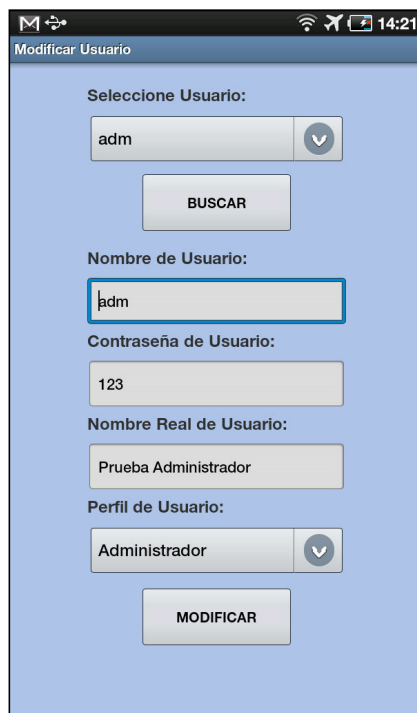 14:21
Modificar Usuario
Seleccione Usuario:
adm
BUSCAR
Nombre de Usuario:
adm
Contraseña de Usuario:
123
Nombre Real de Usuario:
Prueba Administrador
Perfil de Usuario:
Administrador
MODIFICAR